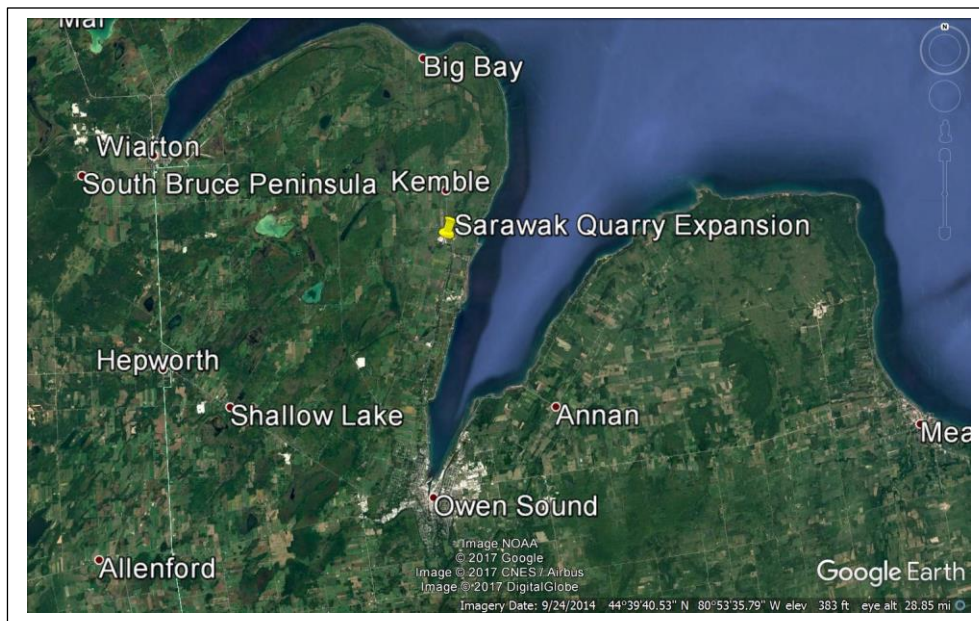 Mar
Big Bay
N
Wiarton
South Bruce Peninsula
Kemble
Sarawak Quarry Expansion
Hepworth
Shallow Lake
Annan
Mea
Owen Sound
Image NOAA
© 2017 Google
Image © 2017 CNES / Airbus
Image © 2017 DigitalGlobe
Allenford
Google Earth
Imagery Date: 9/24/2014 44°39'40.53" N 80°53'35.79" W elev 383 ft eye alt 28.85 mi